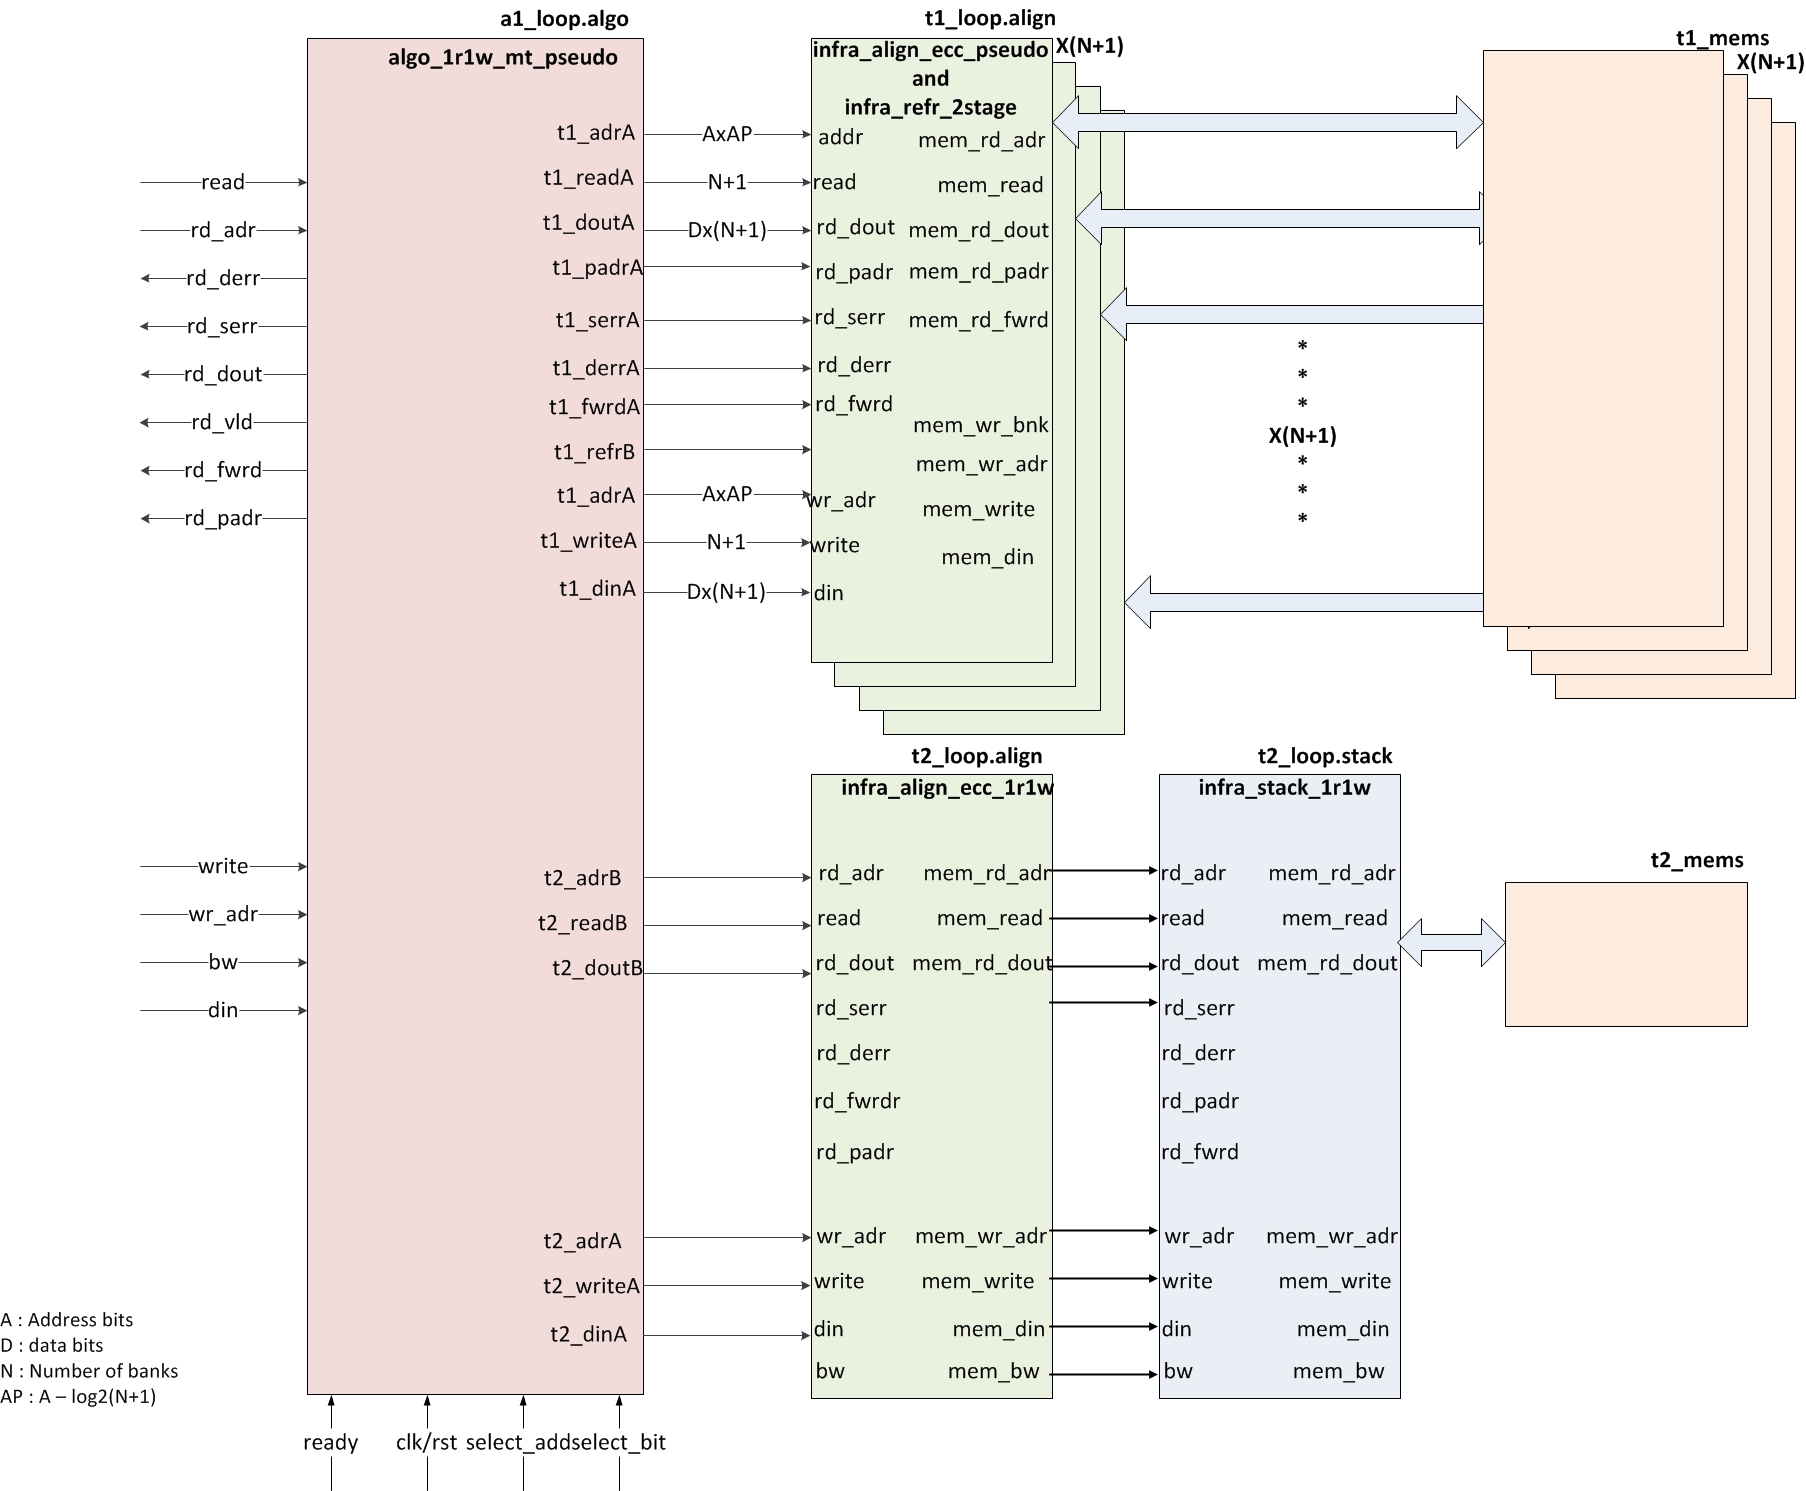 a1_loop.algo
algo_1r1w_mt_pseudo
read
rd_adr
rd_derr
rd_serr
rd_dout
rd_vld
rd_fwrd
rd_padr
write
wr_adr
bw
din
t1_adrA
t1_readA
t1_doutA
t1_padrA
t1_serrA
t1_derrA
t1_fwrdA
t1_refrB
t1_adrA
t1_writeA
t1_dinA
t2_adrB
t2_readB
t2_doutB
t2_adrA
t2_writeA
t2_dinA
ready
clk/rst
select_add
select_bit
AxAP
N+1
Dx(N+1)
AxAP
N+1
Dx(N+1)
t1_loop.align
X(N+1)
infra_align_ecc_pseudo
and
infra_refr_2stage
addr
read
rd_dout
rd_padr
rd_serr
rd_derr
rd_fwrd
wr_adr
write
din
mem_rd_adr
mem_read
mem_rd_dout
mem_rd_padr
mem_rd_fwrd
mem_wr_bnk
mem_wr_adr
mem_write
mem_din
*
*
*
X(N+1)
*
*
*
t1_mems
X(N+1)
t2_loop.align
infra_align_ecc_1r1w
rd_adr
read
rd_dout
rd_serr
rd_derr
rd_fwrdr
rd_padr
wr_adr
write
din
bw
mem_rd_adr
mem_read
mem_rd_dout
mem_wr_adr
mem_write
mem_din
mem_bw
t2_loop.stack
infra_stack_1r1w
rd_adr
read
rd_dout
rd_serr
rd_derr
rd_padr
rd_fwrd
wr_adr
write
din
bw
mem_rd_adr
mem_read
mem_rd_dout
mem_wr_adr
mem_write
mem_din
mem_bw
t2_mems
A : Address bits
D : data bits
N : Number of banks
AP : A – log2(N+1)